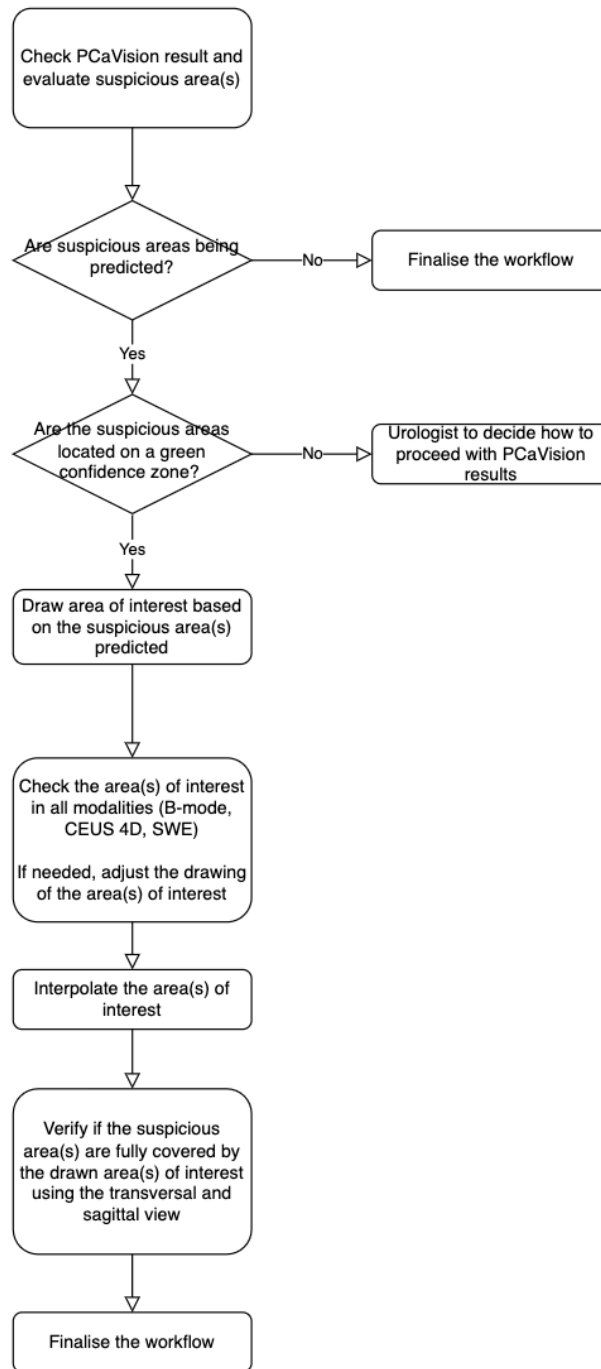 Check PCaVision result and
evaluate suspicious area(s)
Are suspicious areas being
predicted?
No
Finalise the workflow
Yes
Are the suspicious areas
located on a green
confidence zone?
No
Urologist to decide how to
proceed with PCaVision
results
Yes
Draw area of interest based
on the suspicious area(s)
predicted
Check the area(s) of interest
in all modalities (B-mode,
CEUS 4D, SWE)
If needed, adjust the drawing
of the area(s) of interest
Interpolate the area(s) of
interest
Verify if the suspicious
area(s) are fully covered by
the drawn area(s) of interest
using the transversal and
sagittal view
Finalise the workflow